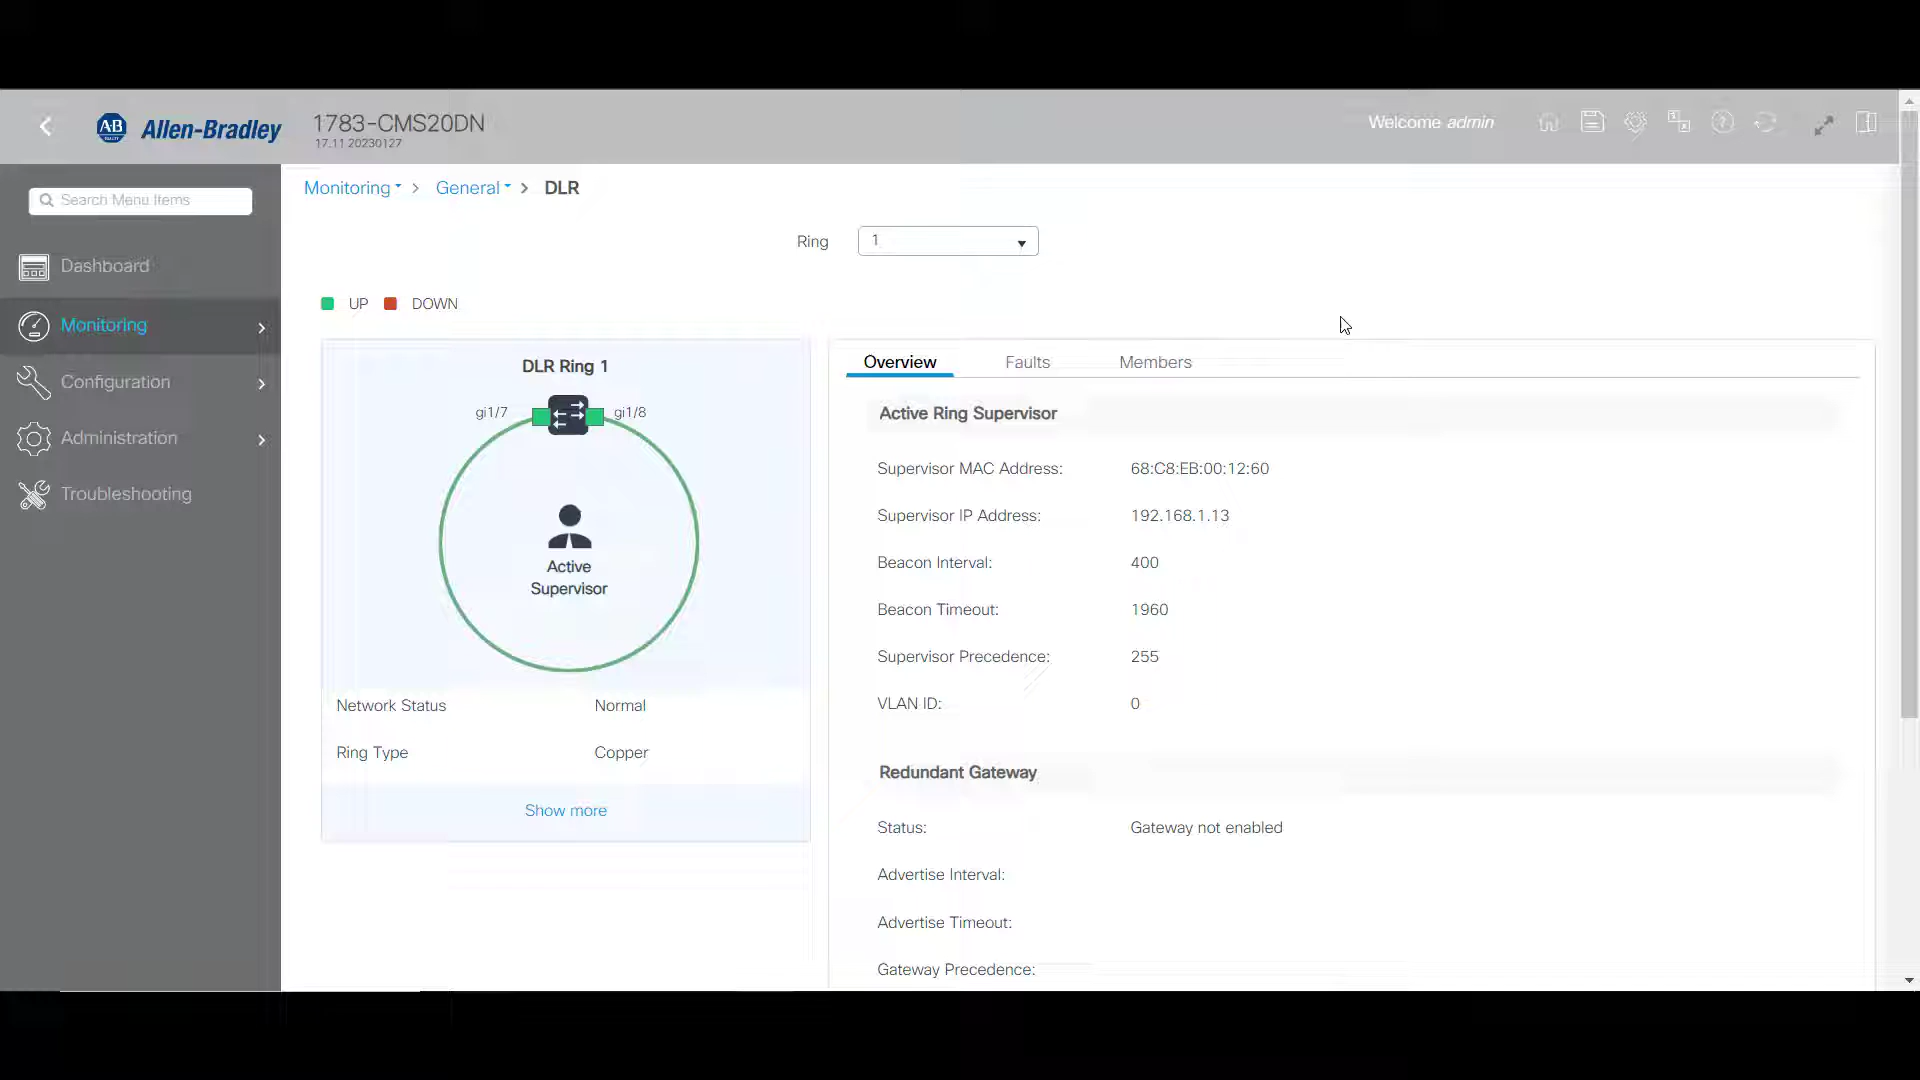 AB
Allen-Bradley
1783-CMS20DN
17.11 20230127
Welcome admin
Search Menu Items
Dashboard
Monitoring
Configuration
Administration
Troubleshooting
Monitoring > General > DLR
Ring 1
UP DOWN
DLR Ring 1
gi1/7 gi1/8
Active
Supervisor
Network Status Normal
Ring Type Copper
Show more
Overview Faults Members
Active Ring Supervisor
Supervisor MAC Address: 68:C8:EB:00:12:60
Supervisor IP Address: 192.168.1.13
Beacon Interval: 400
Beacon Timeout: 1960
Supervisor Precedence: 255
VLAN ID: 0
Redundant Gateway
Status: Gateway not enabled
Advertise Interval:
Advertise Timeout:
Gateway Precedence: